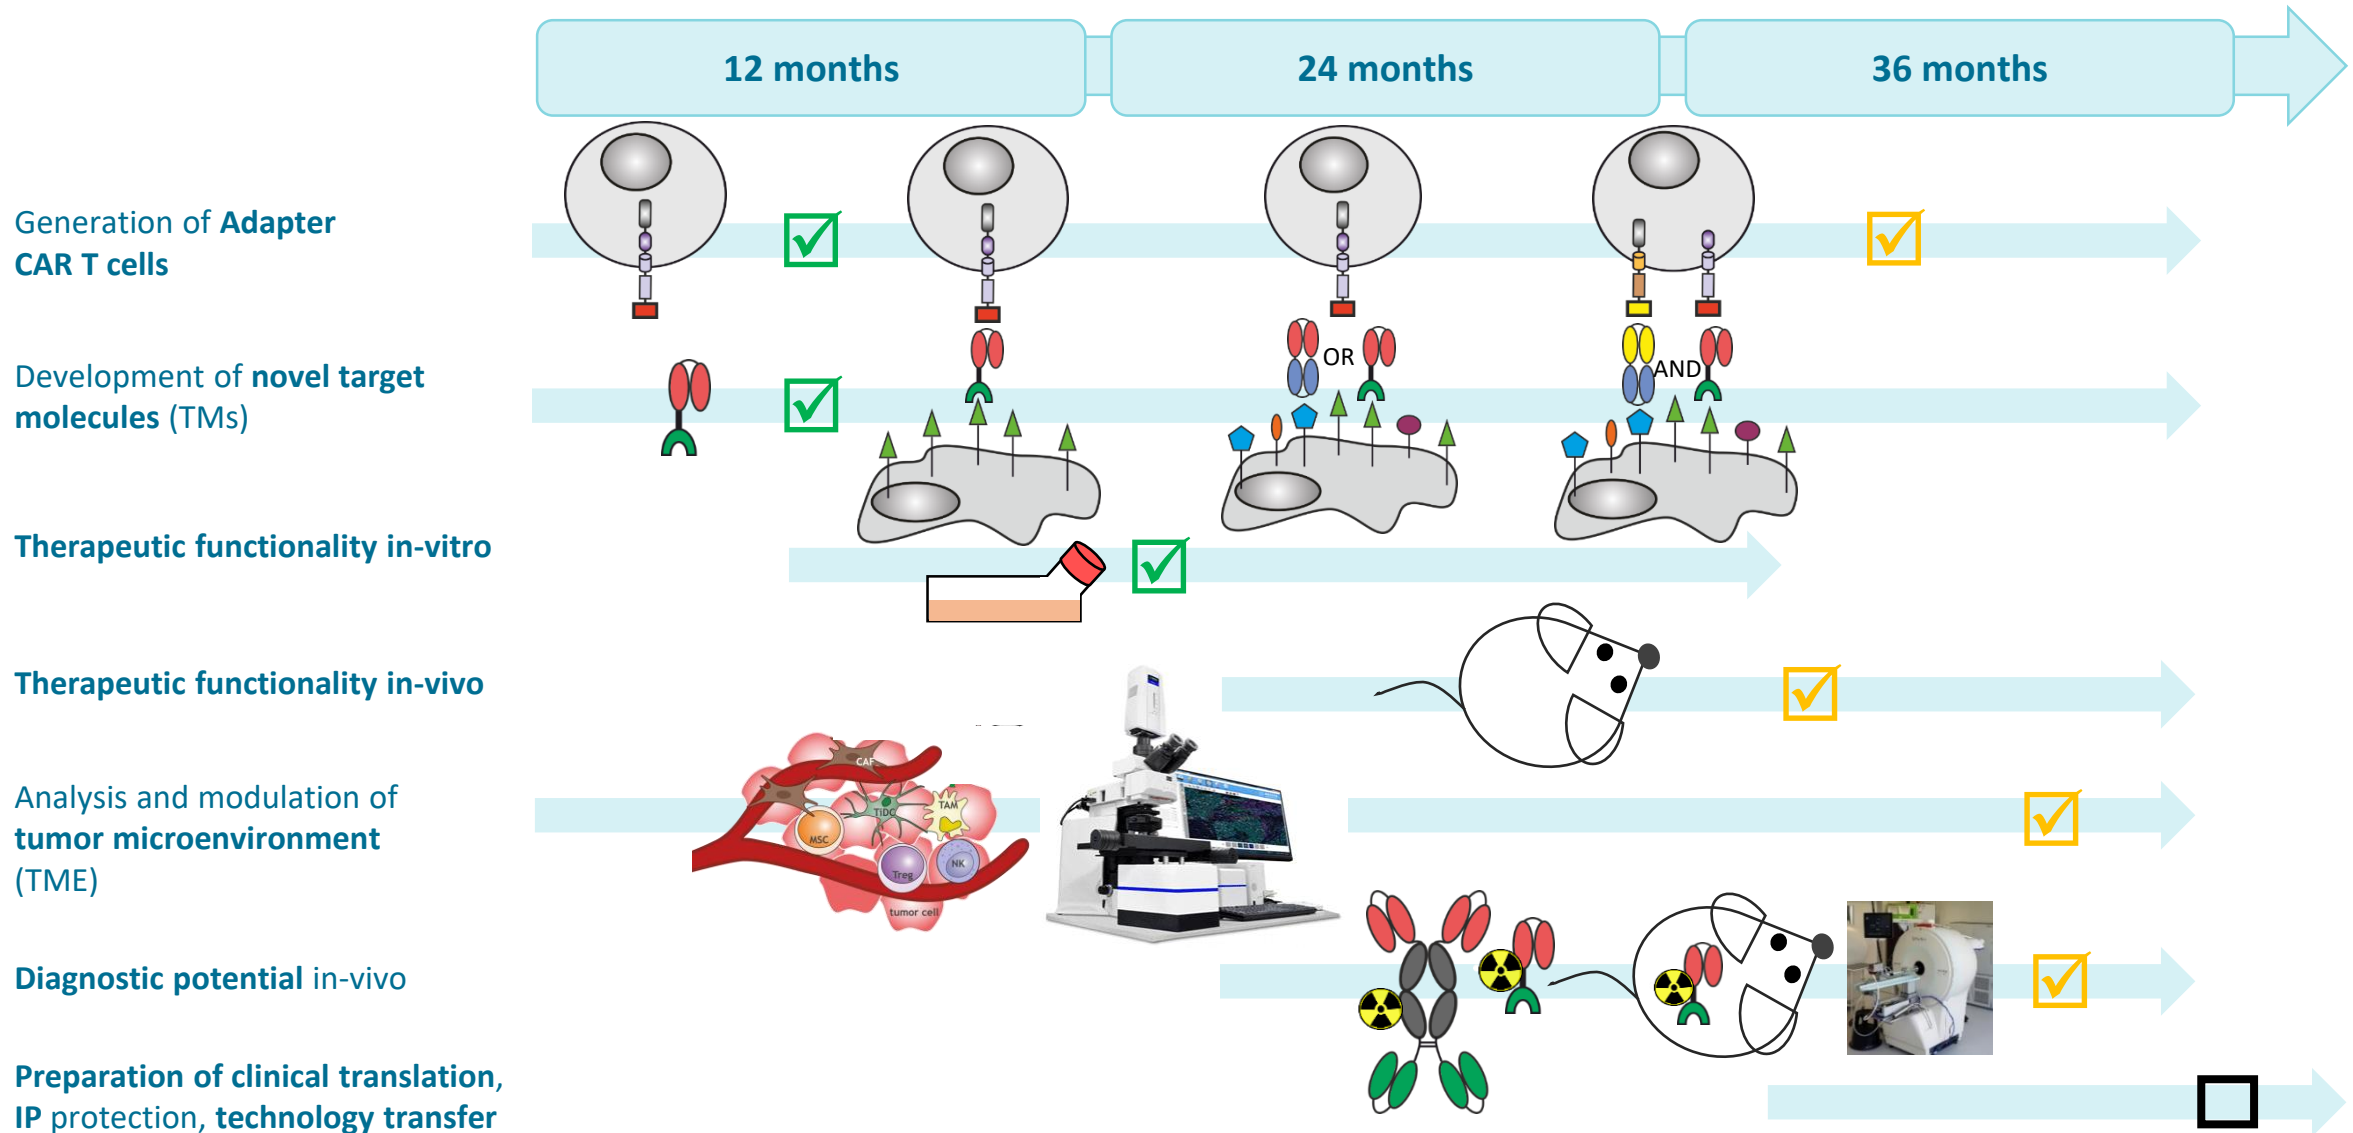 12 months
24 months
36 months
Generation of Adapter
CAR T cells
OR
AND
Development of novel target
molecules (TMs)
Therapeutic functionality in-vitro
Therapeutic functionality in-vivo
CAF
TIDC
TAM
MSC
NK
Treg
tumor cell
Analysis and modulation of
tumor microenvironment
(TME)
Diagnostic potential in-vivo
Preparation of clinical translation,
IP protection, technology transfer